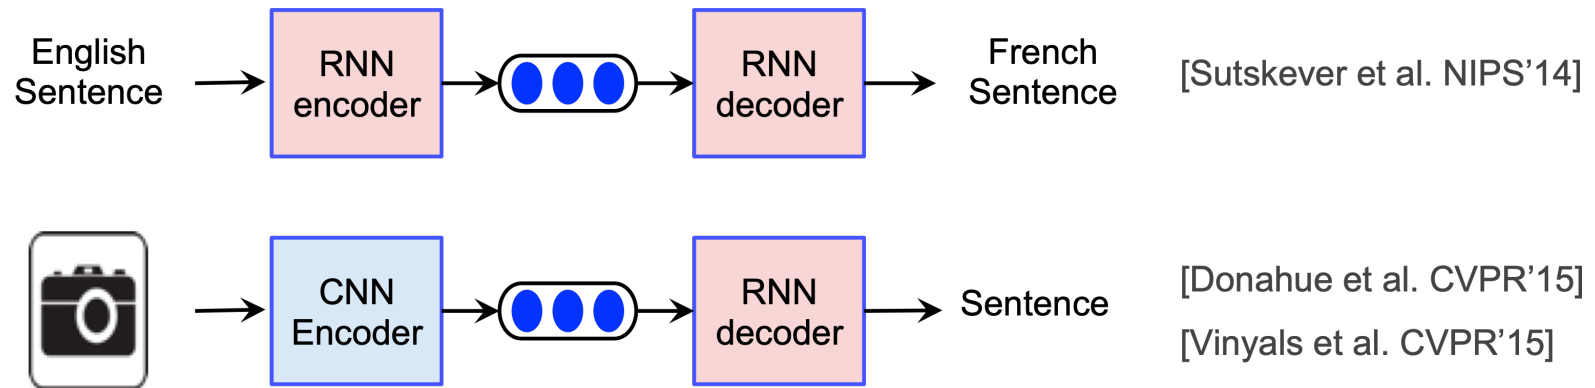 English
Sentence
RNN
encoder
RNN
decoder
French
Sentence
[Sutskever et al. NIPS’14]
CNN
Encoder
RNN
decoder
Sentence
[Donahue et al. CVPR’15]
[Vinyals et al. CVPR’15]